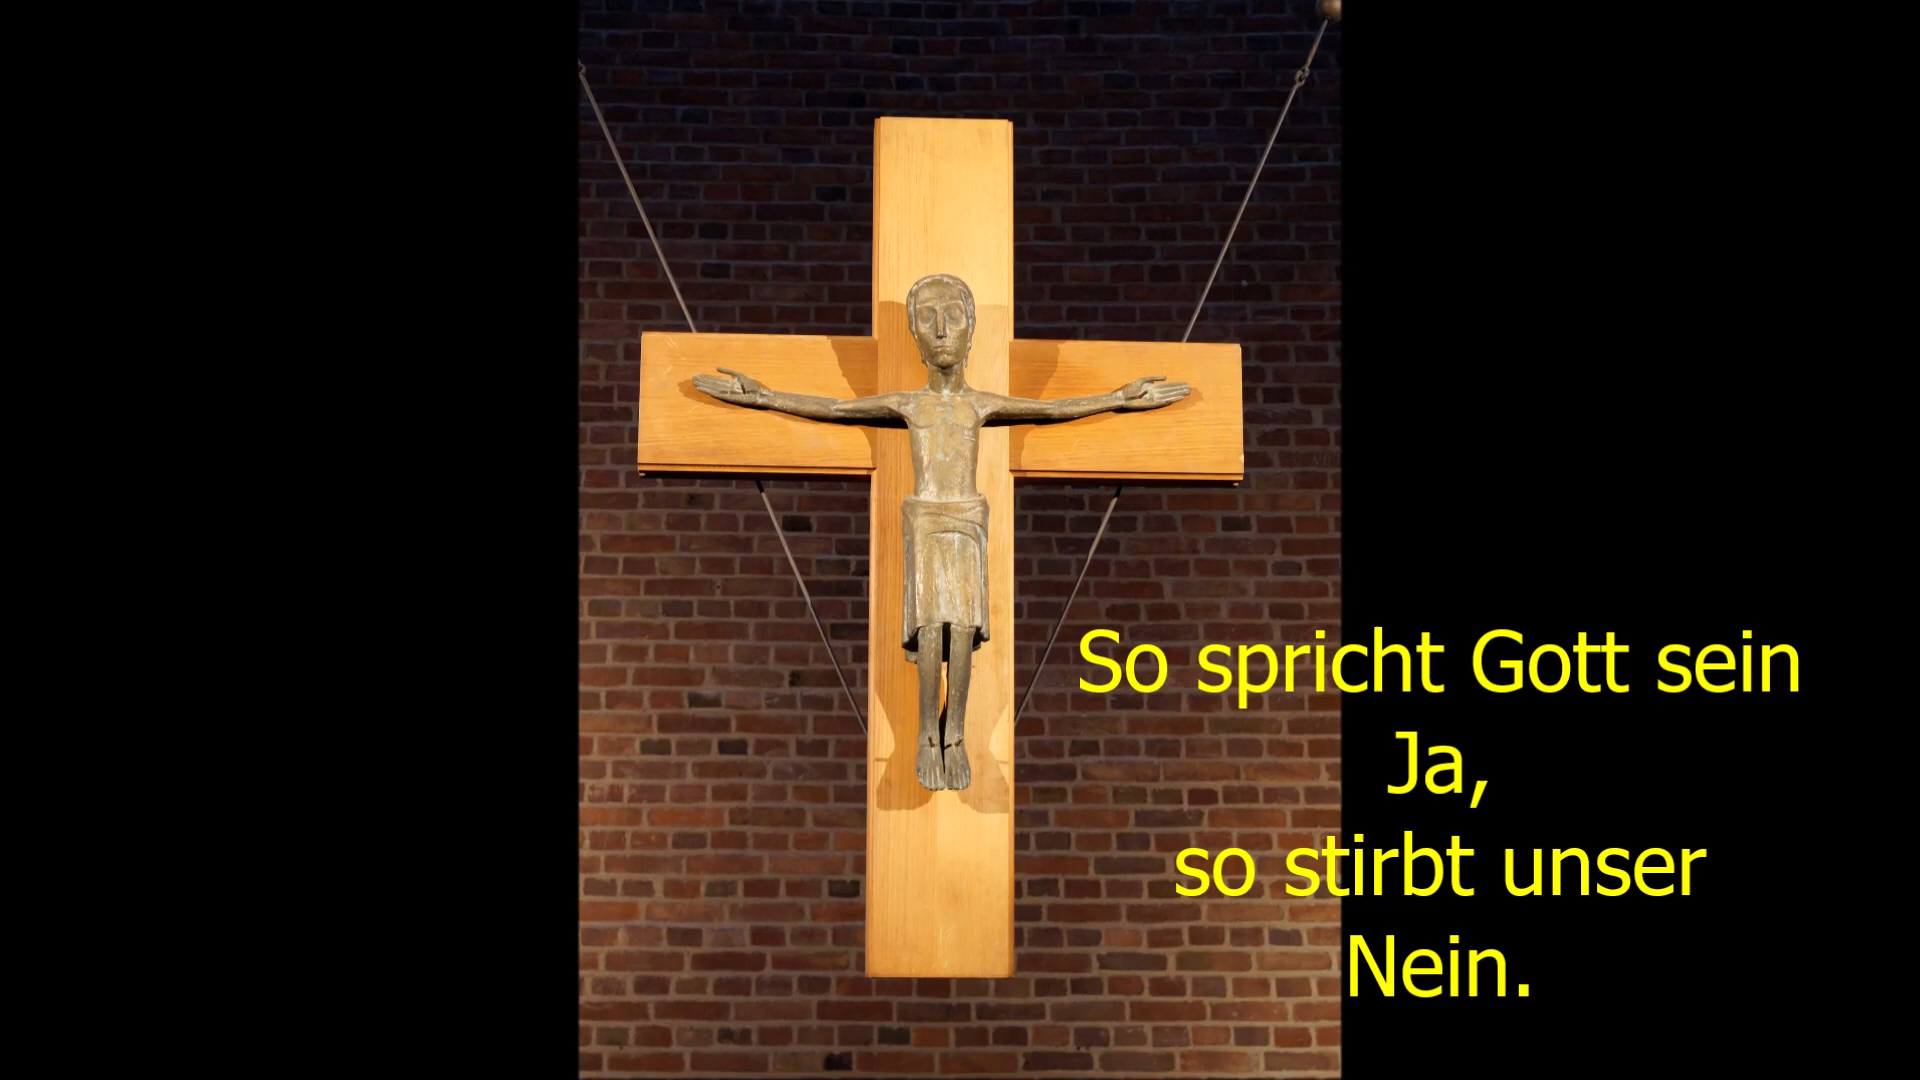 So spricht Gott sein
Ja,
so stirbt unser
Nein.